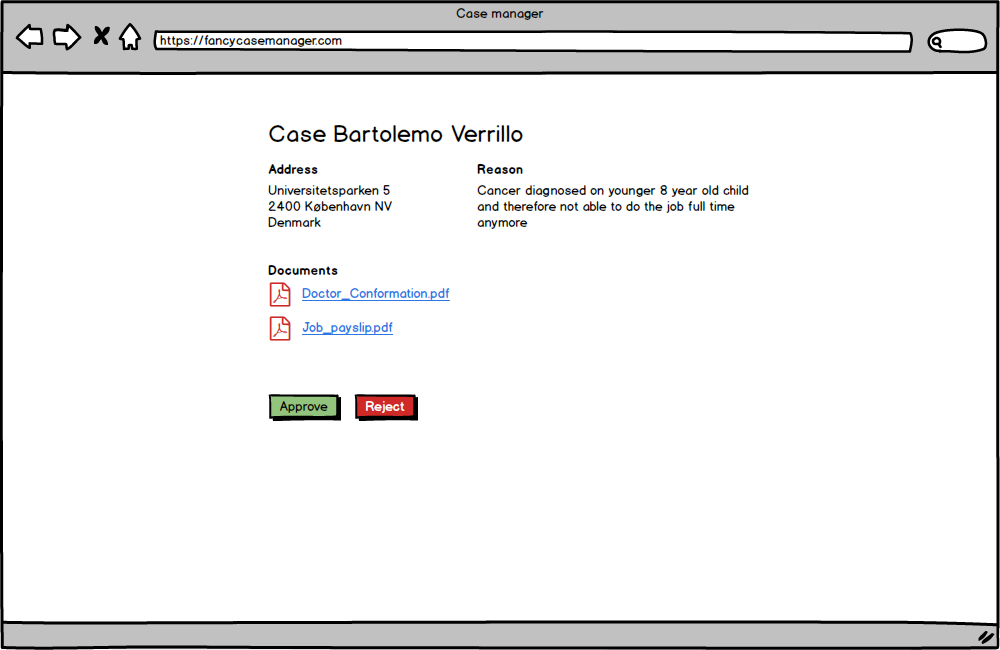 Case manager
https://fancycasemanager.com
Case Bartolemo Verrillo
Address
Universitetsparken 5
2400 København NV
Denmark
Reason
Cancer diagnosed on younger 8 year old child
and therefore not able to do the job full time
anymore
Documents
Doctor_Conformation.pdf
Job_payslip.pdf
Approve
Reject